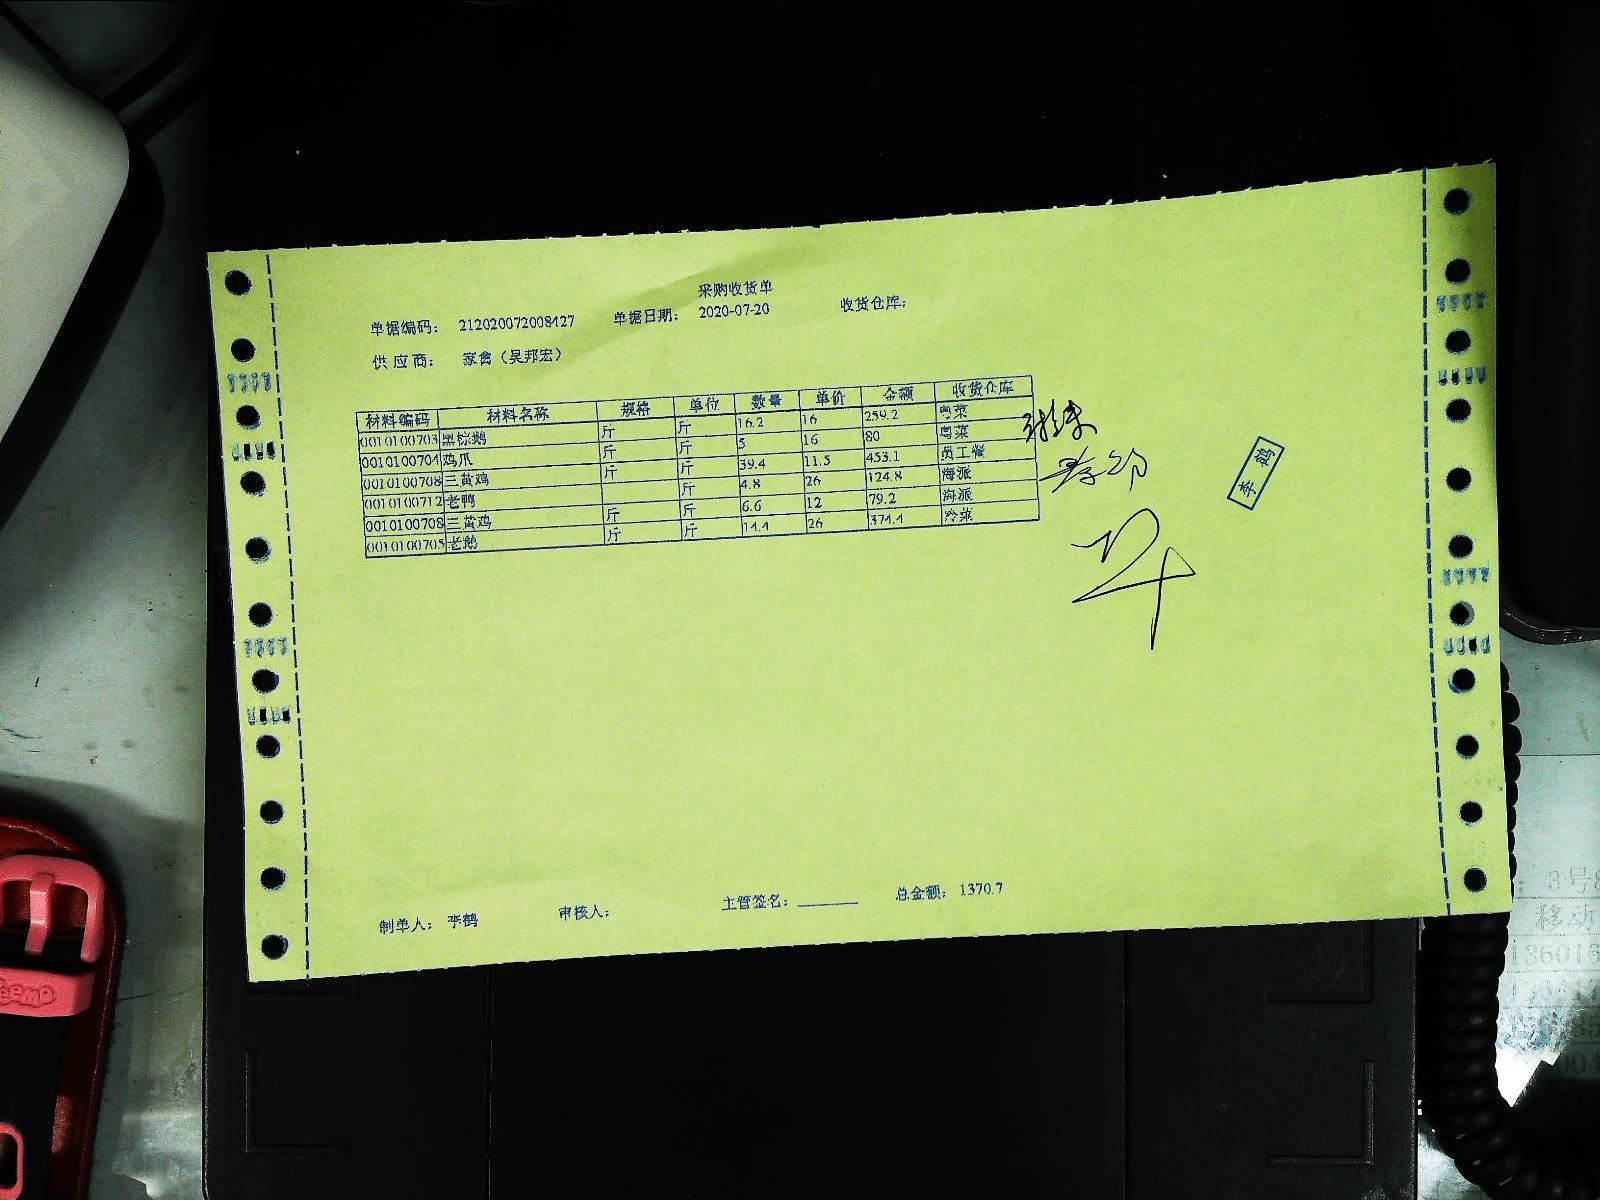 采购收货单
单据编码： 212020072008427 单据日期： 2020-07-20 收货仓库：
供应商： 家禽（吴邦宏）
材料编码 材料名称 规格 单位 数量 单价 金额 收货仓库
0010100703 黑棕鹅 斤 斤 16.2 16 259.2 粤菜
0010100704 鸡爪 斤 斤 5 16 80 粤菜
0010100708 三黄鸡 斤 斤 39.4 11.5 453.1 员工餐
0010100712 老鸭 斤 4.8 26 124.8 海派
0010100708 三黄鸡 斤 斤 6.6 12 79.2 海派
0010100705 老鹅 斤 斤 14.4 26 374.4 冷菜
李鹤
制单人： 李鹤 审核人： 主管签名： 总金额： 1370.7
3号8
移动
136016